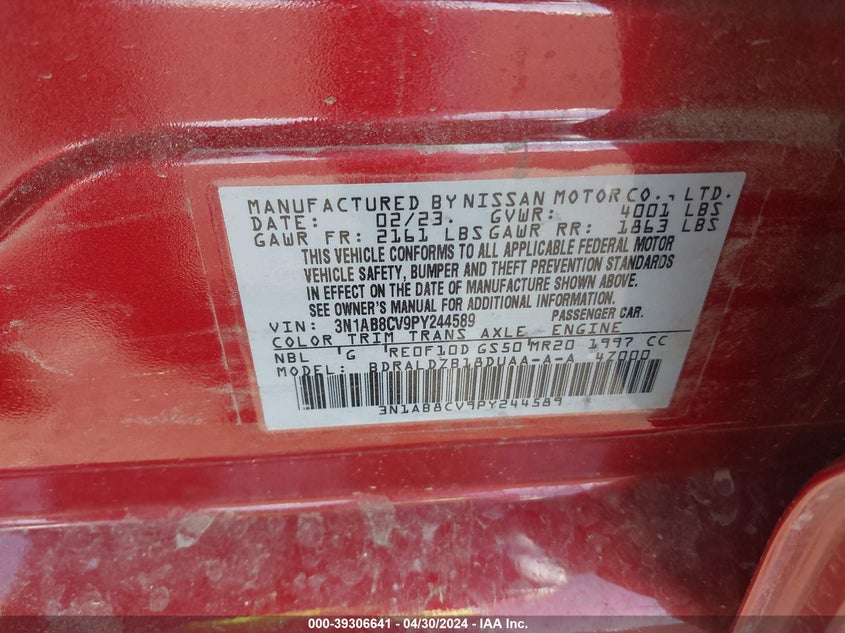 MANUFACTURED BY NISSAN MOTOR CO., LTD.
DATE: 02/23. GVWR: 4001 LBS
GAWR FR: 2161 LBS GAWR RR: 1863 LBS
THIS VEHICLE CONFORMS TO ALL APPLICABLE FEDERAL MOTOR
VEHICLE SAFETY, BUMPER AND THEFT PREVENTION STANDARDS
IN EFFECT ON THE DATE OF MANUFACTURE SHOWN ABOVE.
SEE OWNER'S MANUAL FOR ADDITIONAL INFORMATION.
VIN: 3N1AB8CV9PY244589 PASSENGER CAR.
COLOR TRIM TRANS AXLE ENGINE
NBL G RE0F10D GS50 MR20 1997 CC
MODEL: BDRALDZB18DUAA-A-A 4Z000
3N1AB8CV9PY244589
000-39306641 / 04/30/2024 - IAA Inc.